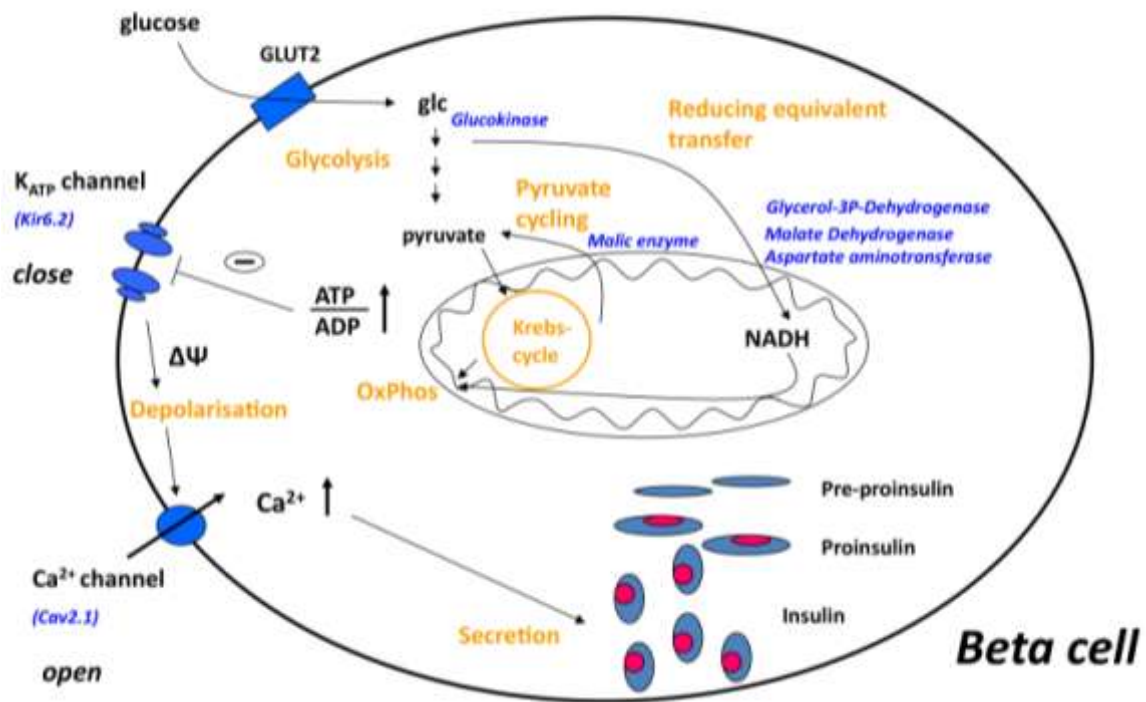 glucose
GLUT2
glc
Glucokinase
Reducing equivalent
transfer
Glycolysis
K_ATP channel
(Kir6.2)
close
Pyruvate
cycling
Glycerol-3P-Dehydrogenase
Malate Dehydrogenase
Aspartate aminotransferase
pyruvate
Malic enzyme
ATP
ADP
Krebs-
cycle
NADH
ΔΨ
OxPhos
Depolarisation
Ca²⁺
Pre-proinsulin
Proinsulin
Ca²⁺ channel
(Cav2.1)
open
Insulin
Secretion
Beta cell